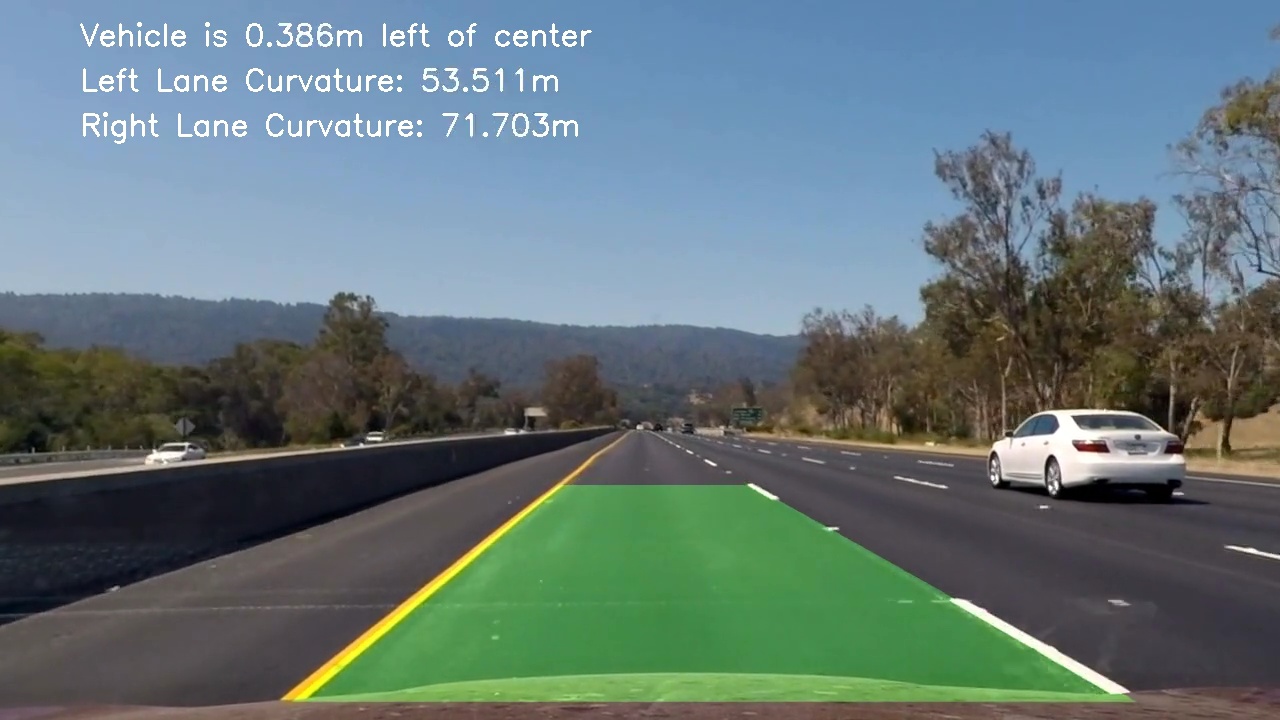 Vehicle is 0.386m left of center
Left Lane Curvature: 53.511m
Right Lane Curvature: 71.703m